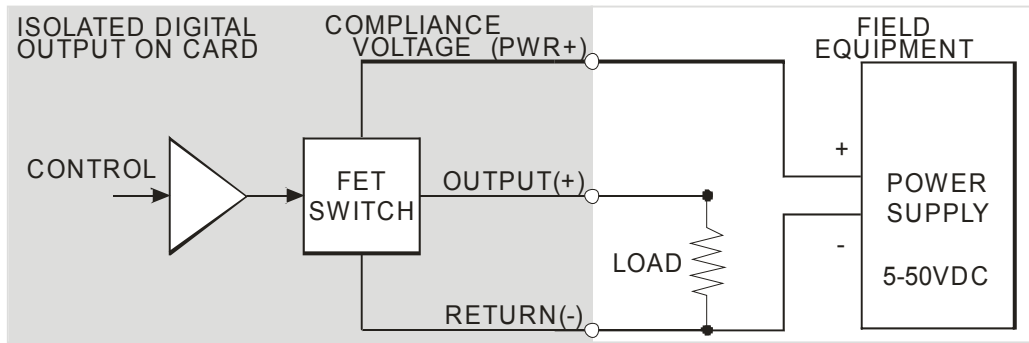 ISOLATED DIGITAL
OUTPUT ON CARD
COMPLIANCE
VOLTAGE (PWR+)
FIELD
EQUIPMENT
CONTROL
FET
SWITCH
OUTPUT(+)
LOAD
RETURN(-)
+
-
POWER
SUPPLY
5-50VDC